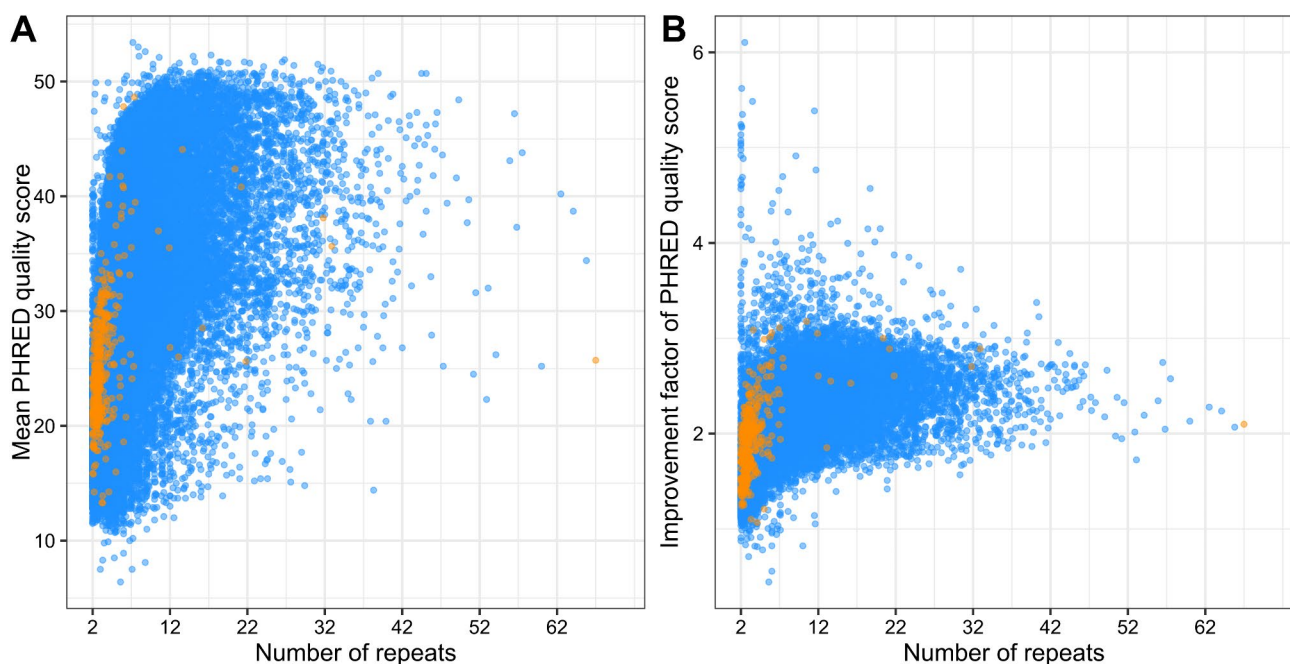 A
Mean PHRED quality score
50
40
30
20
10
2 12 22 32 42 52 62
Number of repeats
B
Improvement factor of PHRED quality score
6
4
2
2 12 22 32 42 52 62
Number of repeats